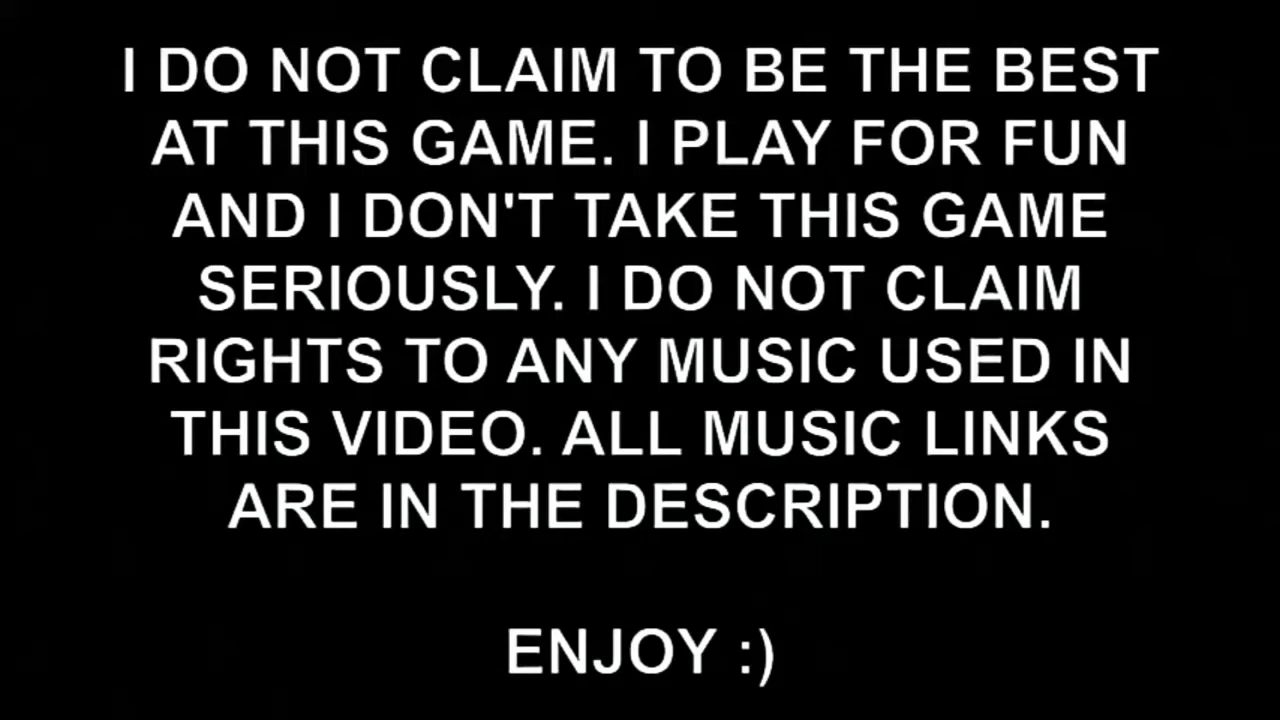 I DO NOT CLAIM TO BE THE BEST
AT THIS GAME. I PLAY FOR FUN
AND I DON'T TAKE THIS GAME
SERIOUSLY. I DO NOT CLAIM
RIGHTS TO ANY MUSIC USED IN
THIS VIDEO. ALL MUSIC LINKS
ARE IN THE DESCRIPTION.
ENJOY :)